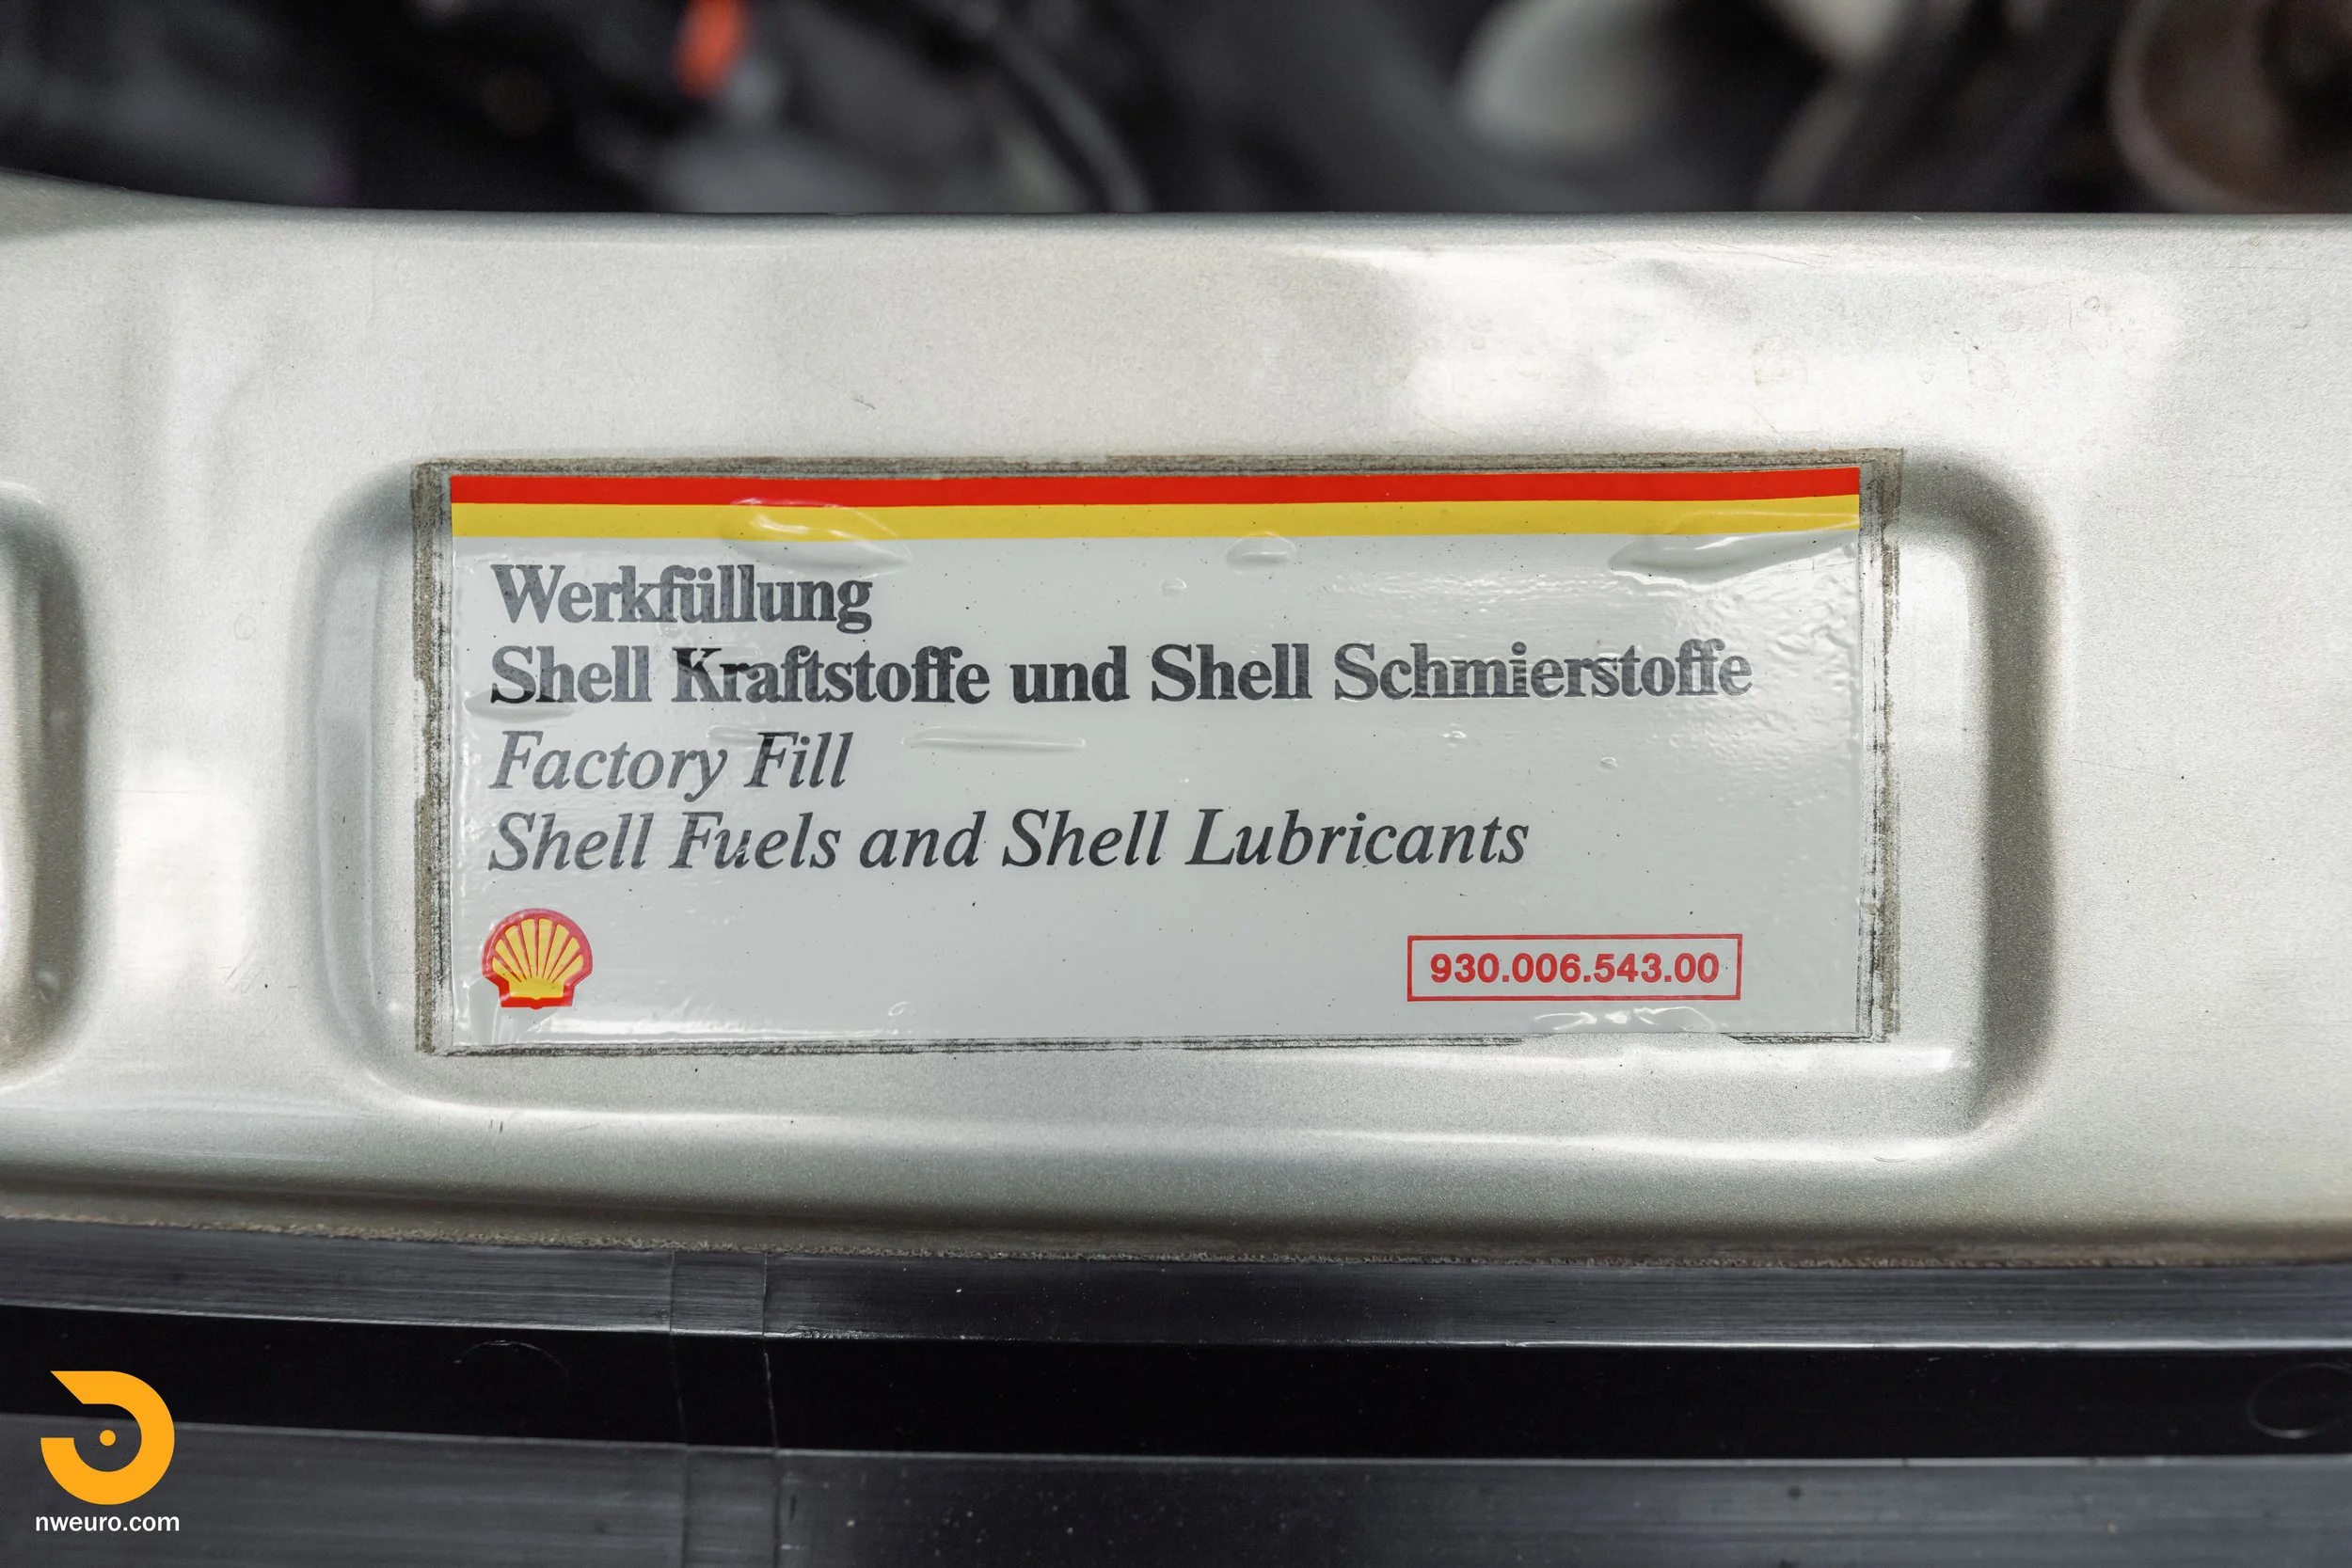 Werkfüllung
Shell Kraftstoffe und Shell Schmierstoffe
Factory Fill
Shell Fuels and Shell Lubricants
930.006.543.00
nweuro.com